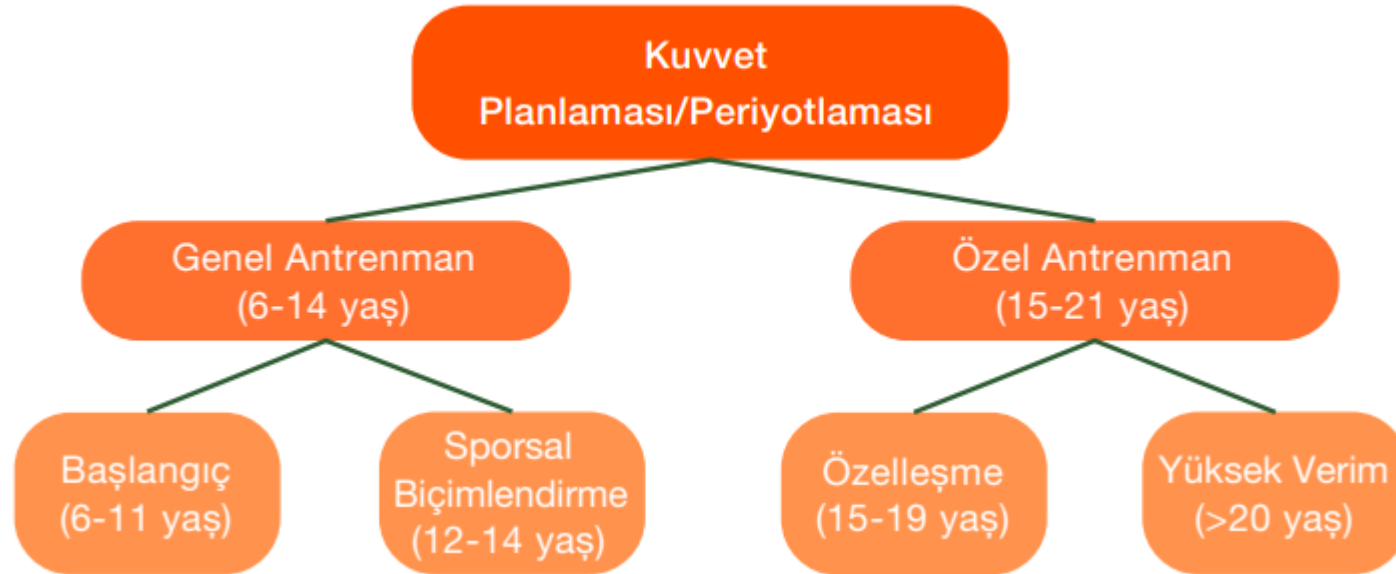 Kuvvet
Planlaması/Periyotlaması
Genel Antrenman
(6-14 yaş)
Özel Antrenman
(15-21 yaş)
Başlangıç
(6-11 yaş)
Sporsal
Biçimlendirme
(12-14 yaş)
Özelleşme
(15-19 yaş)
Yüksek Verim
(>20 yaş)